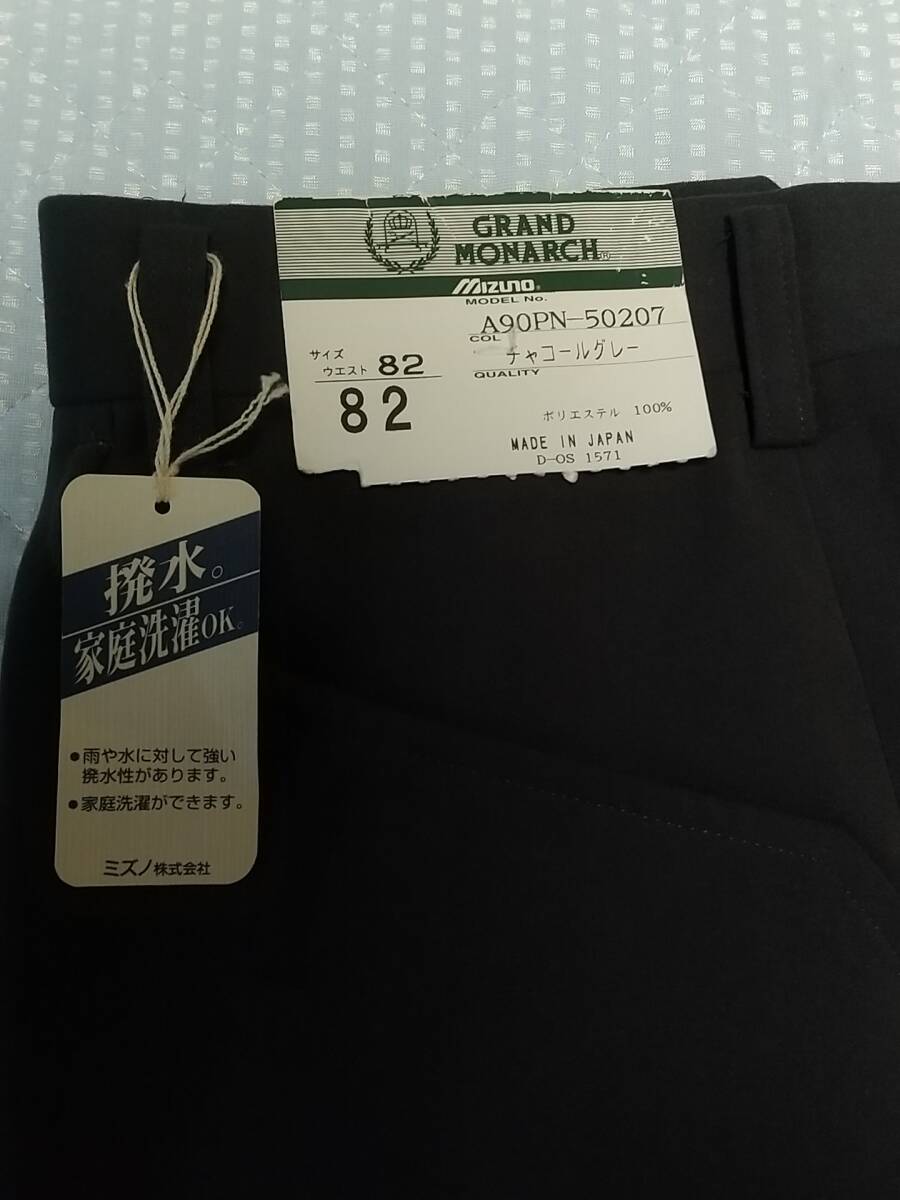 GRAND
MONARCH®
MIZUNO
MODEL No.
A90PN-50207
COL
チャコールグレー
サイズ
ウエスト 82
82
QUALITY
ポリエステル 100%
MADE IN JAPAN
D-OS 1571
撥水。
家庭洗濯OK。
●雨や水に対して強い
撥水性があります。
●家庭洗濯ができます。
ミズノ株式会社